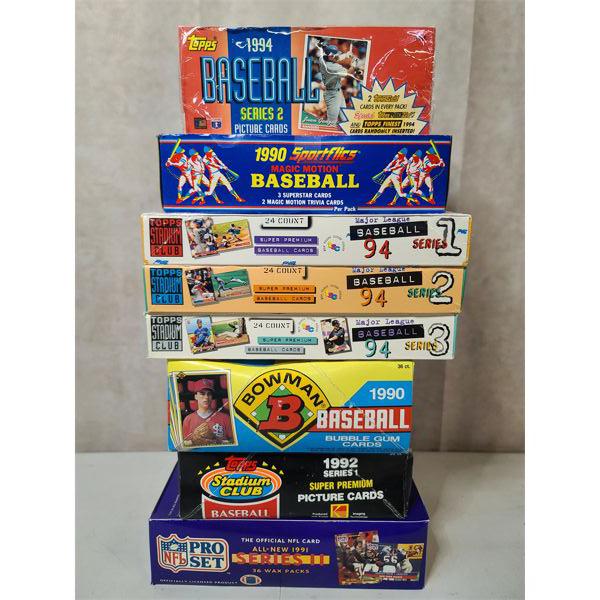 Topps 1994
BASEBALL
SERIES 2
PICTURE CARDS
2
CARDS IN EVERY PACK!
AND TOPPS FINEST 1994
CARDS RANDOMLY INSERTED!
1990 Sportflics
MAGIC MOTION
BASEBALL
3 SUPERSTAR CARDS
2 MAGIC MOTION TRIVIA CARDS
Per Pack
TOPPS
STADIUM
CLUB
24 COUNT
SUPER PREMIUM
BASEBALL CARDS
Major League
BASEBALL
94 SERIES 1
TOPPS
STADIUM
CLUB
24 COUNT
SUPER PREMIUM
BASEBALL CARDS
Major League
BASEBALL
94 SERIES 2
TOPPS
STADIUM
CLUB
24 COUNT
SUPER PREMIUM
BASEBALL CARDS
Major League
BASEBALL
94 SERIES 3
36 ct.
BOWMAN
B
1990
BASEBALL
BUBBLE GUM
CARDS
Topps
Stadium
CLUB
BASEBALL
1992
SERIES 1
SUPER PREMIUM
PICTURE CARDS
NFL
PRO
SET
OFFICIALLY LICENSED PRODUCT
THE OFFICIAL NFL CARD
ALL-NEW 1991
SERIES II
36 WAX PACKS